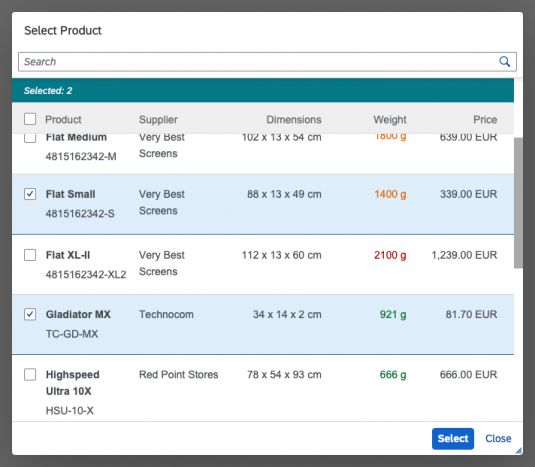 Select Product
Search
Selected: 2
Product Supplier Dimensions Weight Price
Flat Medium Very Best 102 x 13 x 54 cm 1800 g 639.00 EUR
4815162342-M Screens
Flat Small Very Best 88 x 13 x 49 cm 1400 g 339.00 EUR
4815162342-S Screens
Flat XL-II Very Best 112 x 13 x 60 cm 2100 g 1,239.00 EUR
4815162342-XL2 Screens
Gladiator MX Technocom 34 x 14 x 2 cm 921 g 81.70 EUR
TC-GD-MX
Highspeed Red Point Stores 78 x 54 x 93 cm 666 g 666.00 EUR
Ultra 10X
HSU-10-X
Select Close